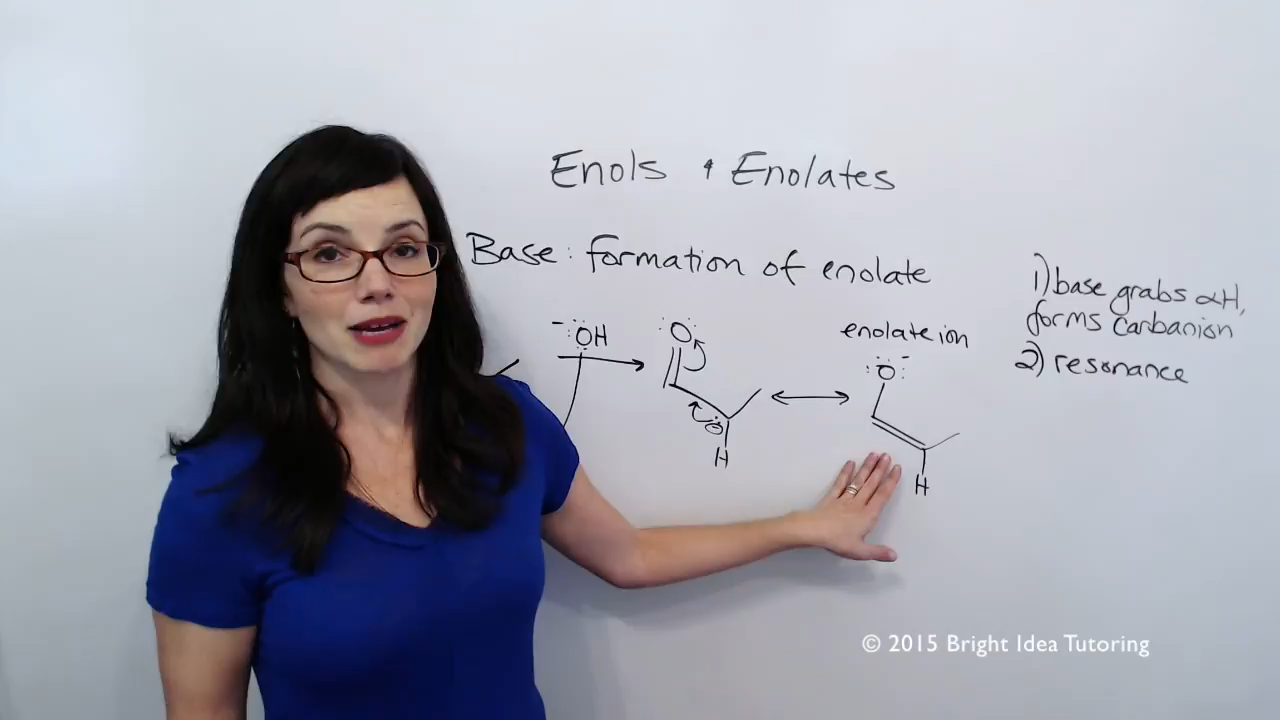 Enols & Enolates
Base: formation of enolate
1) base grabs αH,
forms carbanion
2) resonance
enolate ion
-:ÖH
:O:
:Ö:-
H
H
© 2015 Bright Idea Tutoring